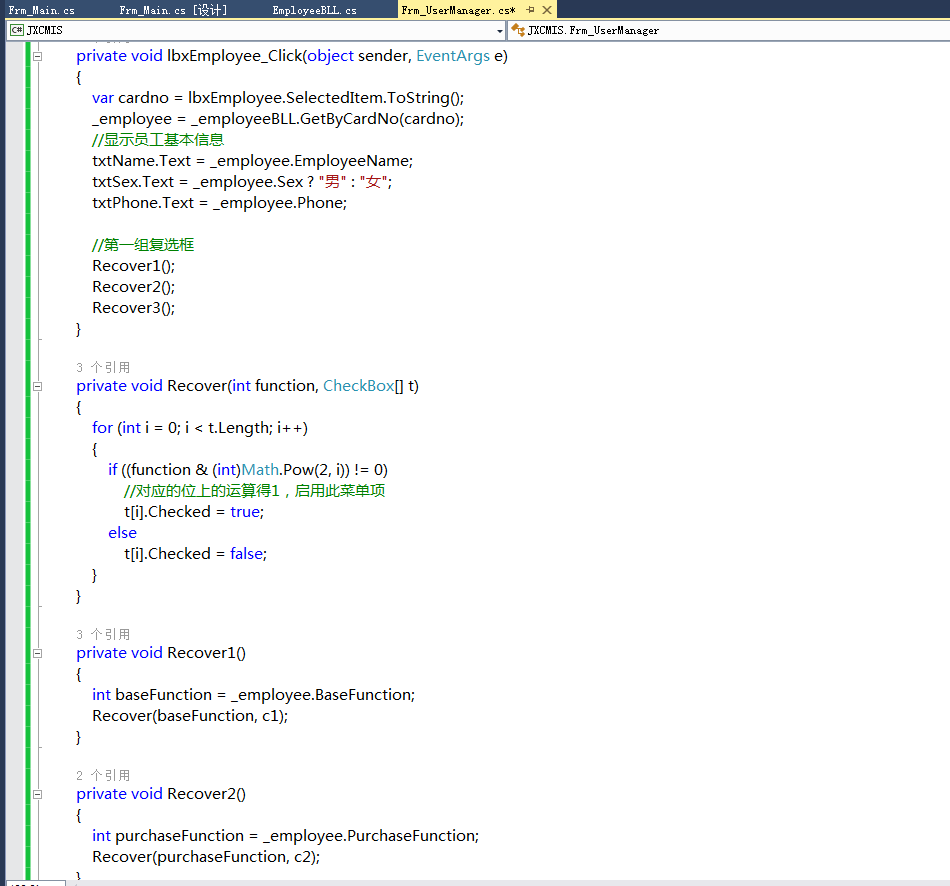 Frm_Main.cs Frm_Main.cs [设计] EmployeeBLL.cs Frm_UserManager.cs*
C# JXCMIS JXCMIS.Frm_UserManager
private void lbxEmployee_Click(object sender, EventArgs e)
{
var cardno = lbxEmployee.SelectedItem.ToString();
_employee = _employeeBLL.GetByCardNo(cardno);
//显示员工基本信息
txtName.Text = _employee.EmployeeName;
txtSex.Text = _employee.Sex ? "男" : "女";
txtPhone.Text = _employee.Phone;
//第一组复选框
Recover1();
Recover2();
Recover3();
}
3 个引用
private void Recover(int function, CheckBox[] t)
{
for (int i = 0; i < t.Length; i++)
{
if ((function & (int)Math.Pow(2, i)) != 0)
//对应的位上的运算得1，启用此菜单项
t[i].Checked = true;
else
t[i].Checked = false;
}
}
3 个引用
private void Recover1()
{
int baseFunction = _employee.BaseFunction;
Recover(baseFunction, c1);
}
2 个引用
private void Recover2()
{
int purchaseFunction = _employee.PurchaseFunction;
Recover(purchaseFunction, c2);
}